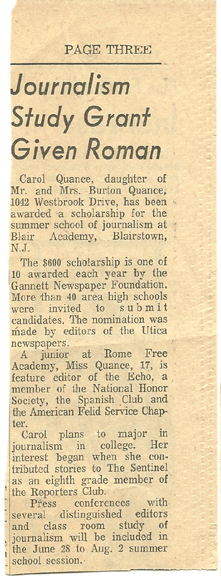 PAGE THREE
Journalism
Study Grant
Given Roman
Carol Quance, daughter of
Mr. and Mrs. Burton Quance,
1042 Westbrook Drive, has been
awarded a scholarship for the
summer school of journalism at
Blair Academy, Blairstown,
N.J.
The $600 scholarship is one of
10 awarded each year by the
Gannett Newspaper Foundation.
More than 40 area high schools
were invited to submit
candidates. The nomination was
made by editors of the Utica
newspapers.
A junior at Rome Free
Academy, Miss Quance, 17, is
feature editor of the Echo, a
member of the National Honor
Society, the Spanish Club and
the American Felid Service Chap-
ter.
Carol plans to major in
journalism in college. Her
interest began when she con-
tributed stories to The Sentinel
as an eighth grade member of
the Reporters Club.
Press conferences with
several distinguished editors
and class room study of
journalism will be included in
the June 28 to Aug. 2 summer
school session.